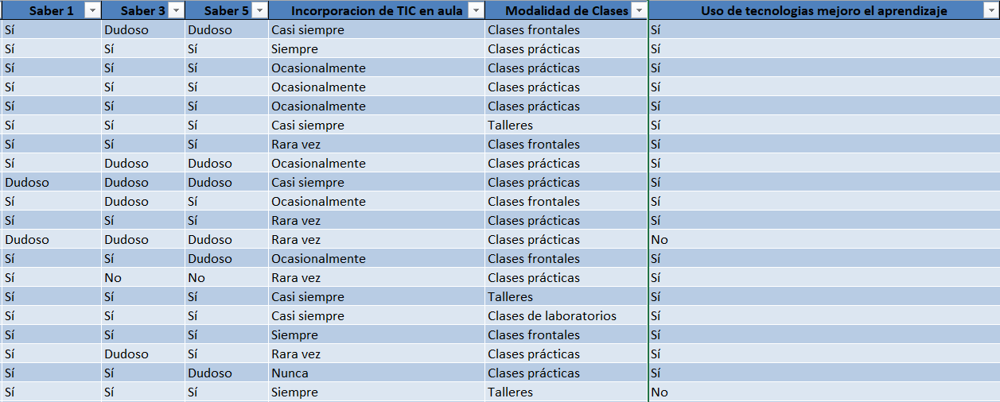 Saber 1 Saber 3 Saber 5 Incorporacion de TIC en aula Modalidad de Clases Uso de tecnologias mejoro el aprendizaje
Sí Dudoso Dudoso Casi siempre Clases frontales Sí
Sí Sí Sí Siempre Clases prácticas Sí
Sí Sí Sí Ocasionalmente Clases prácticas Sí
Sí Sí Sí Ocasionalmente Clases prácticas Sí
Sí Sí Sí Ocasionalmente Clases prácticas Sí
Sí Sí Sí Casi siempre Talleres Sí
Sí Sí Sí Rara vez Clases frontales Sí
Sí Dudoso Dudoso Ocasionalmente Clases prácticas Sí
Dudoso Dudoso Dudoso Casi siempre Clases prácticas Sí
Sí Dudoso Sí Ocasionalmente Clases frontales Sí
Sí Sí Sí Rara vez Clases prácticas Sí
Dudoso Dudoso Dudoso Rara vez Clases prácticas No
Sí Sí Dudoso Ocasionalmente Clases frontales Sí
Sí No No Rara vez Clases prácticas Sí
Sí Sí Sí Casi siempre Talleres Sí
Sí Sí Sí Casi siempre Clases de laboratorios Sí
Sí Sí Sí Siempre Clases frontales Sí
Sí Dudoso Sí Rara vez Clases prácticas Sí
Sí Sí Dudoso Nunca Clases prácticas Sí
Sí Sí Sí Siempre Talleres No